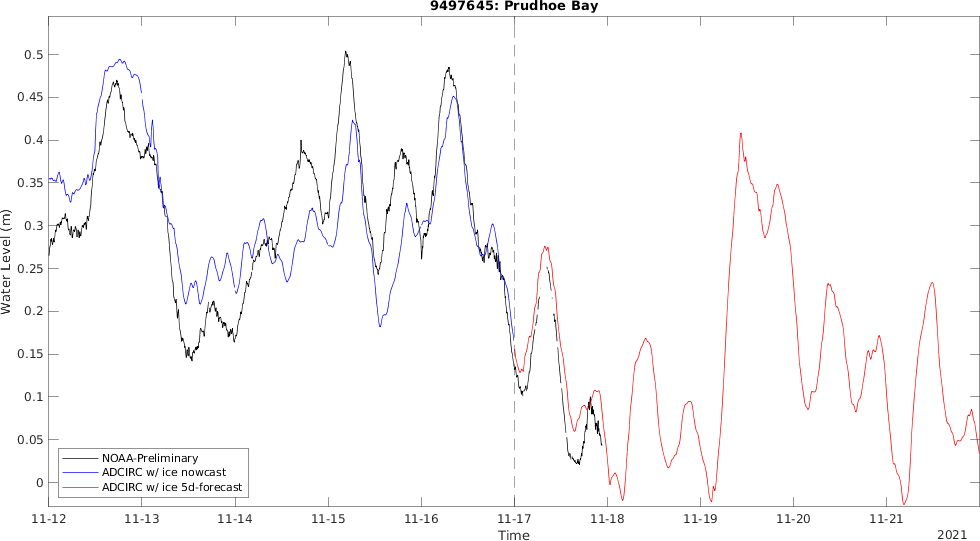 9497645: Prudhoe Bay
Water Level (m)
0.5
0.45
0.4
0.35
0.3
0.25
0.2
0.15
0.1
0.05
0
NOAA-Preliminary
ADCIRC w/ ice nowcast
ADCIRC w/ ice 5d-forecast
11-12 11-13 11-14 11-15 11-16 11-17 11-18 11-19 11-20 11-21
Time
2021